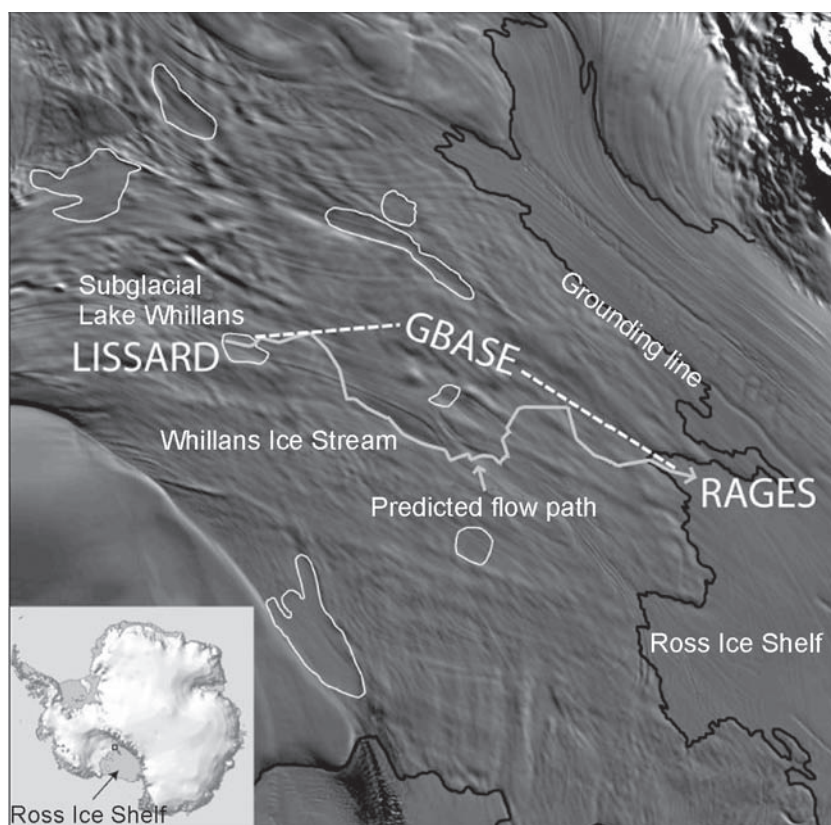 Subglacial
Lake Whillans
LISSARD
GBASE
Grounding line
Whillans Ice Stream
Predicted flow path
RAGES
Ross Ice Shelf
Ross Ice Shelf